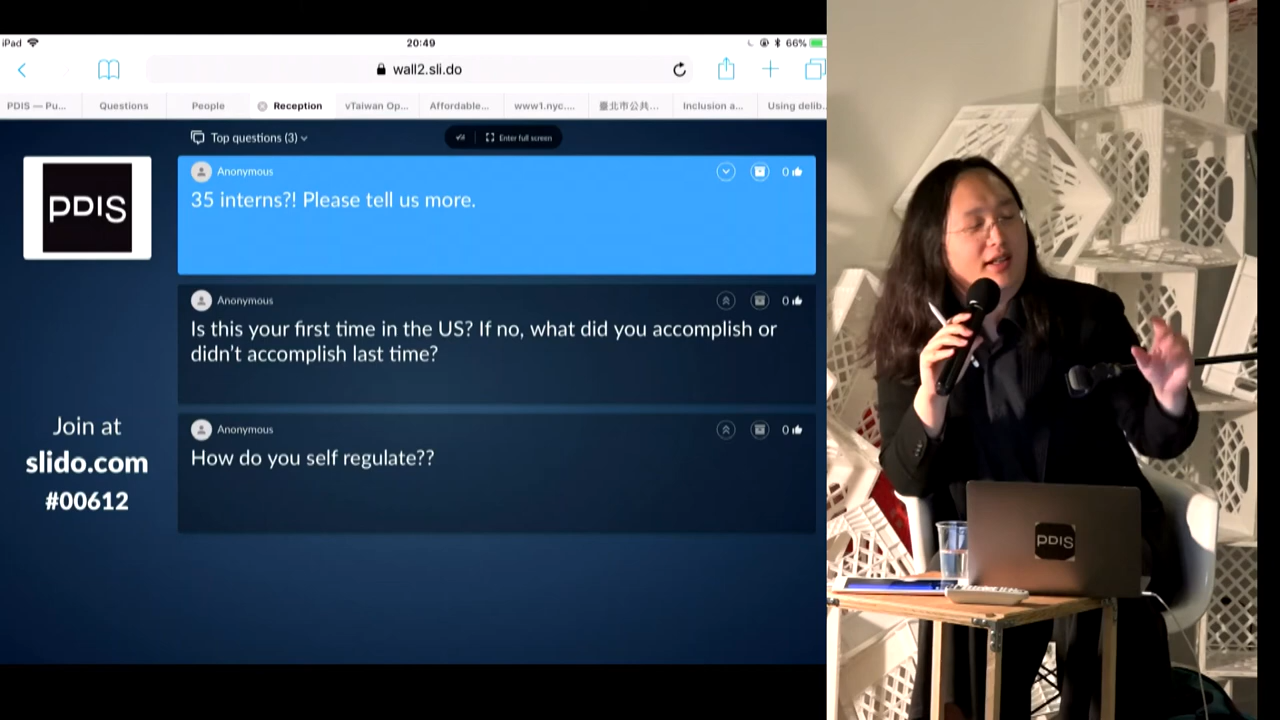 iPad
20:49
66%
wall2.sli.do
PDIS — Pu...
Questions
People
Reception
vTaiwan Op...
Affordable...
www1.nyc....
臺北市公共...
Inclusion a...
Using delib...
Top questions (3)
Enter full screen
PDIS
Anonymous
0
35 interns?! Please tell us more.
Anonymous
0
Is this your first time in the US? If no, what did you accomplish or
didn't accomplish last time?
Anonymous
0
How do you self regulate??
Join at
slido.com
#00612
PDIS